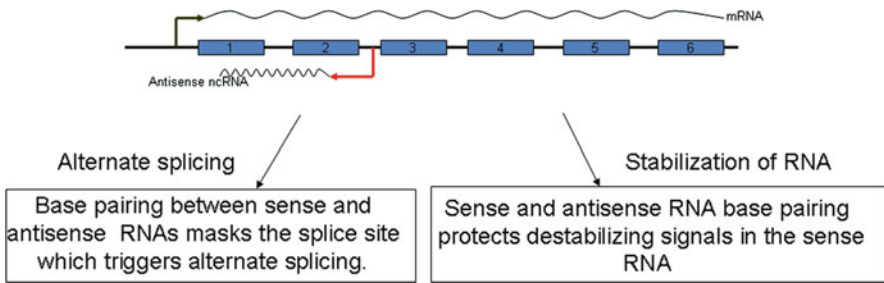 mRNA
1 2 3 4 5 6
Antisense ncRNA
Alternate splicing
Stabilization of RNA
Base pairing between sense and
antisense RNAs masks the splice site
which triggers alternate splicing.
Sense and antisense RNA base pairing
protects destabilizing signals in the sense
RNA